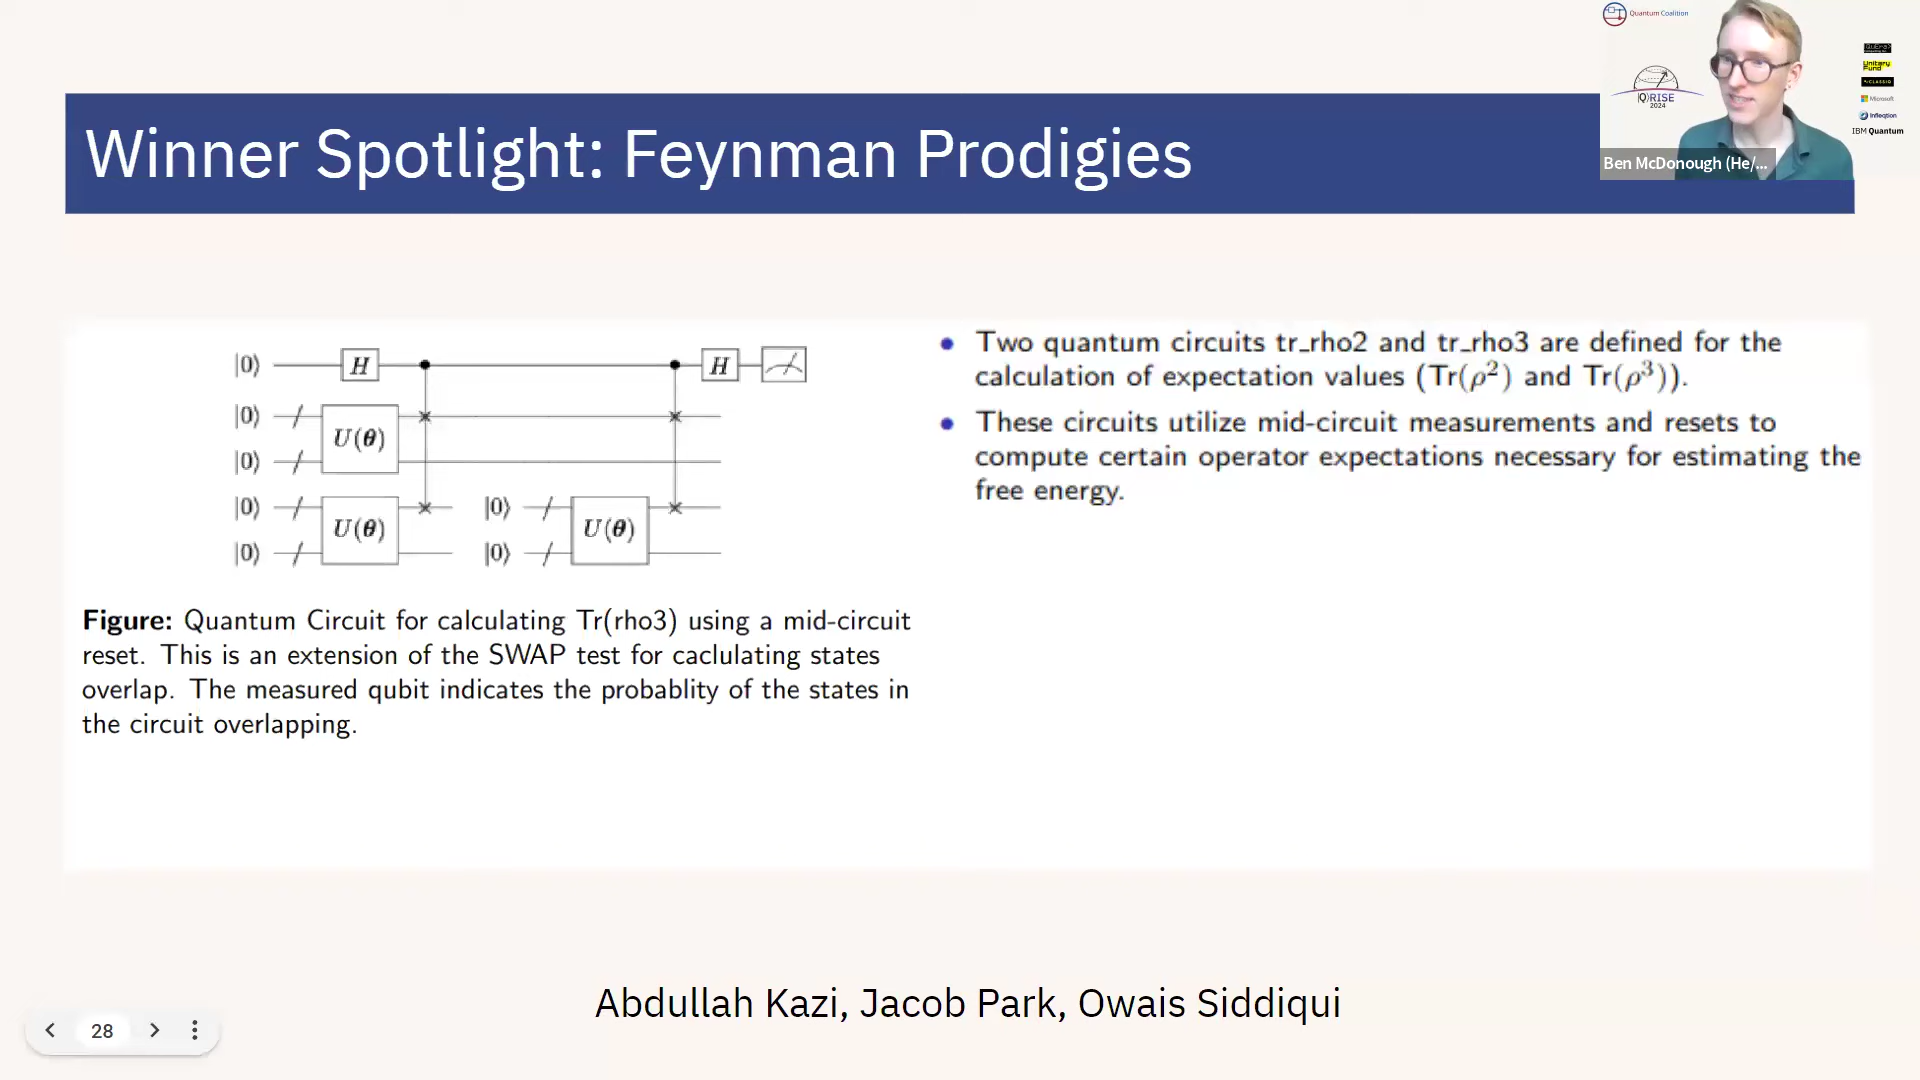 Quantum Coalition
Winner Spotlight: Feynman Prodigies
|Q⟩RISE
2024
QuEra>
Unitary
Fund
CLASSIQ
Microsoft
Infleqtion
IBM Quantum
Ben McDonough (He/...
|0⟩ H H
|0⟩
U(θ)
|0⟩
|0⟩ |0⟩
U(θ) U(θ)
|0⟩ |0⟩
Figure: Quantum Circuit for calculating Tr(rho3) using a mid-circuit
reset. This is an extension of the SWAP test for caclulating states
overlap. The measured qubit indicates the probablity of the states in
the circuit overlapping.
• Two quantum circuits tr_rho2 and tr_rho3 are defined for the
calculation of expectation values (Tr(ρ²) and Tr(ρ³)).
• These circuits utilize mid-circuit measurements and resets to
compute certain operator expectations necessary for estimating the
free energy.
Abdullah Kazi, Jacob Park, Owais Siddiqui
28